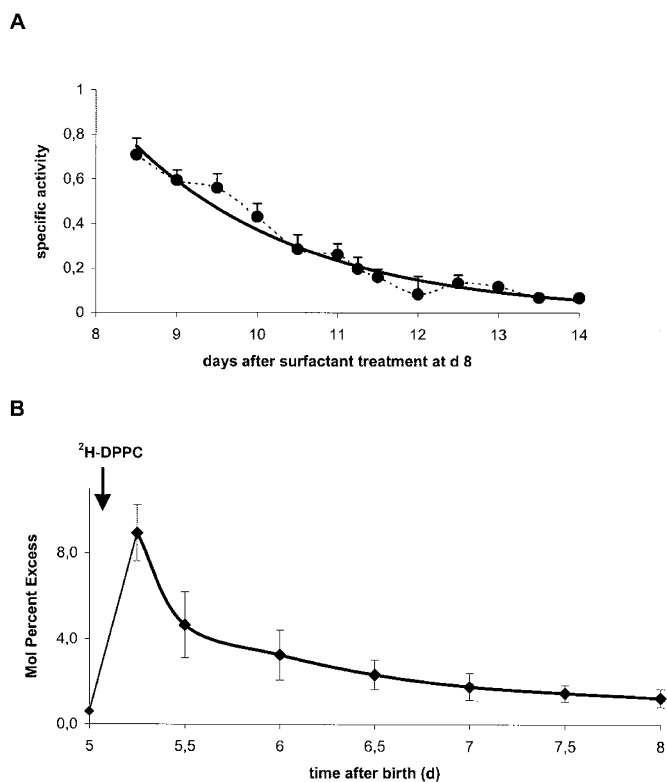 A
specific activity
1
0,8
0,6
0,4
0,2
0
8 9 10 11 12 13 14
days after surfactant treatment at d 8
B
²H-DPPC
Mol Percent Excess
8,0
4,0
0,0
5 5,5 6 6,5 7 7,5 8
time after birth (d)